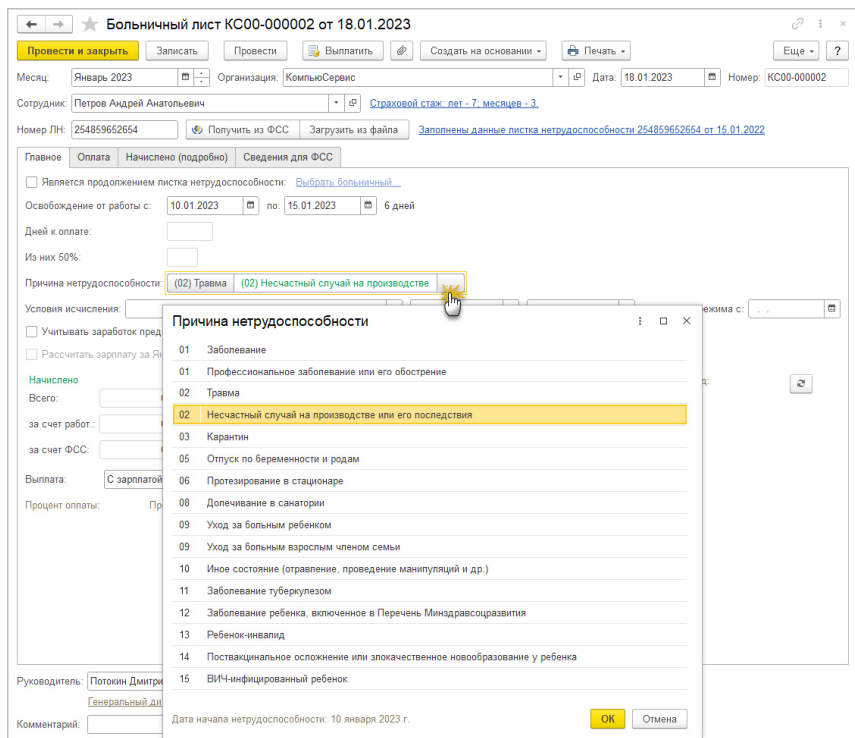 Больничный лист КС00-000002 от 18.01.2023
Провести и закрыть Записать Провести Выплатить Создать на основании Печать Еще ?
Месяц: Январь 2023 Организация: КомпьюСервис Дата: 18.01.2023 Номер: КС00-000002
Сотрудник: Петров Андрей Анатольевич Страховой стаж: лет - 7; месяцев - 3.
Номер ЛН: 254859652654 Получить из ФСС Загрузить из файла Заполнены данные листка нетрудоспособности 254859652654 от 15.01.2022
Главное Оплата Начислено (подробно) Сведения для ФСС
Является продолжением листка нетрудоспособности: Выбрать больничный...
Освобождение от работы с: 10.01.2023 по: 15.01.2023 6 дней
Дней к оплате:
Из них 50%:
Причина нетрудоспособности: (02) Травма (02) Несчастный случай на производстве
Условия исчисления: ежима с: . .
Учитывать заработок пред
Рассчитать зарплату за Ян
Начислено
Всего:
за счет работ.:
за счет ФСС:
Выплата: С зарплатой
Процент оплаты: Пр
Причина нетрудоспособности
01 Заболевание
01 Профессиональное заболевание или его обострение
02 Травма
02 Несчастный случай на производстве или его последствия
03 Карантин
05 Отпуск по беременности и родам
06 Протезирование в стационаре
08 Долечивание в санатории
09 Уход за больным ребенком
09 Уход за больным взрослым членом семьи
10 Иное состояние (отравление, проведение манипуляций и др.)
11 Заболевание туберкулезом
12 Заболевание ребенка, включенное в Перечень Минздравсоцразвития
13 Ребенок-инвалид
14 Поствакцинальное осложнение или злокачественное новообразование у ребенка
15 ВИЧ-инфицированный ребенок
Дата начала нетрудоспособности: 10 января 2023 г. ОК Отмена
Руководитель: Потокин Дмитри
Генеральный ди
Комментарий: